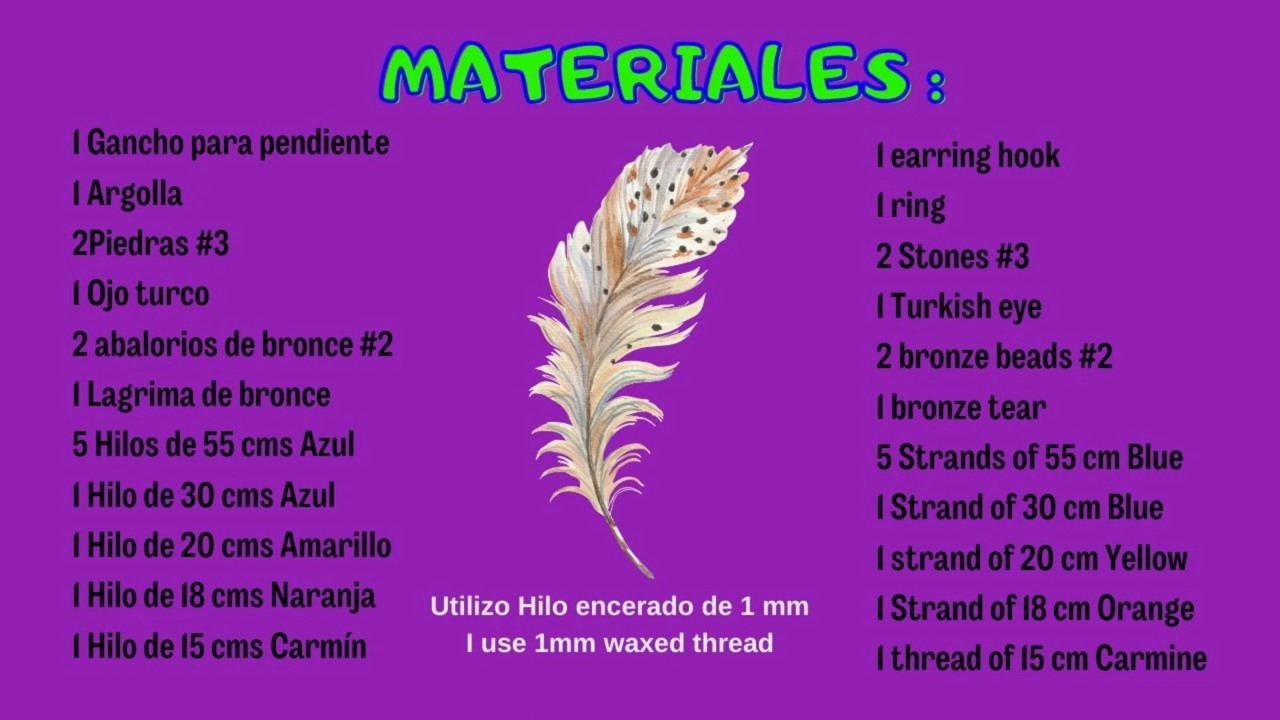 MATERIALES :
1 Gancho para pendiente
1 Argolla
2Piedras #3
1 Ojo turco
2 abalorios de bronce #2
1 Lagrima de bronce
5 Hilos de 55 cms Azul
1 Hilo de 30 cms Azul
1 Hilo de 20 cms Amarillo
1 Hilo de 18 cms Naranja
1 Hilo de 15 cms Carmín
Utilizo Hilo encerado de 1 mm
I use 1mm waxed thread
1 earring hook
1 ring
2 Stones #3
1 Turkish eye
2 bronze beads #2
1 bronze tear
5 Strands of 55 cm Blue
1 Strand of 30 cm Blue
1 strand of 20 cm Yellow
1 Strand of 18 cm Orange
1 thread of 15 cm Carmine